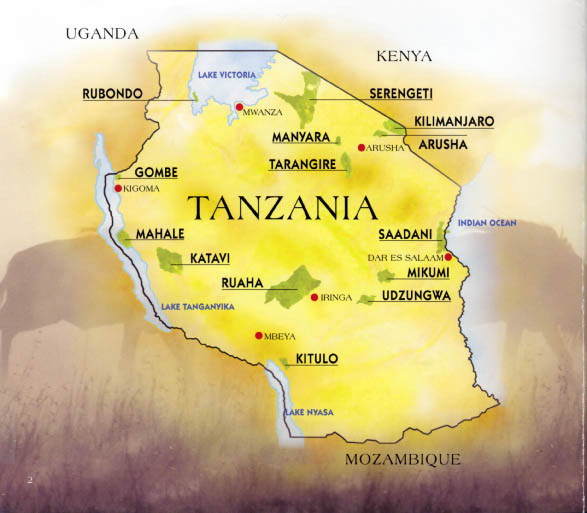 UGANDA
KENYA
LAKE VICTORIA
RUBONDO
SERENGETI
MWANZA
KILIMANJARO
MANYARA
ARUSHA
ARUSHA
TARANGIRE
GOMBE
KIGOMA
TANZANIA
INDIAN OCEAN
MAHALE
SAADANI
KATAVI
DAR ES SALAAM
MIKUMI
RUAHA
UDZUNGWA
IRINGA
LAKE TANGANYIKA
MBEYA
KITULO
LAKE NYASA
MOZAMBIQUE
2